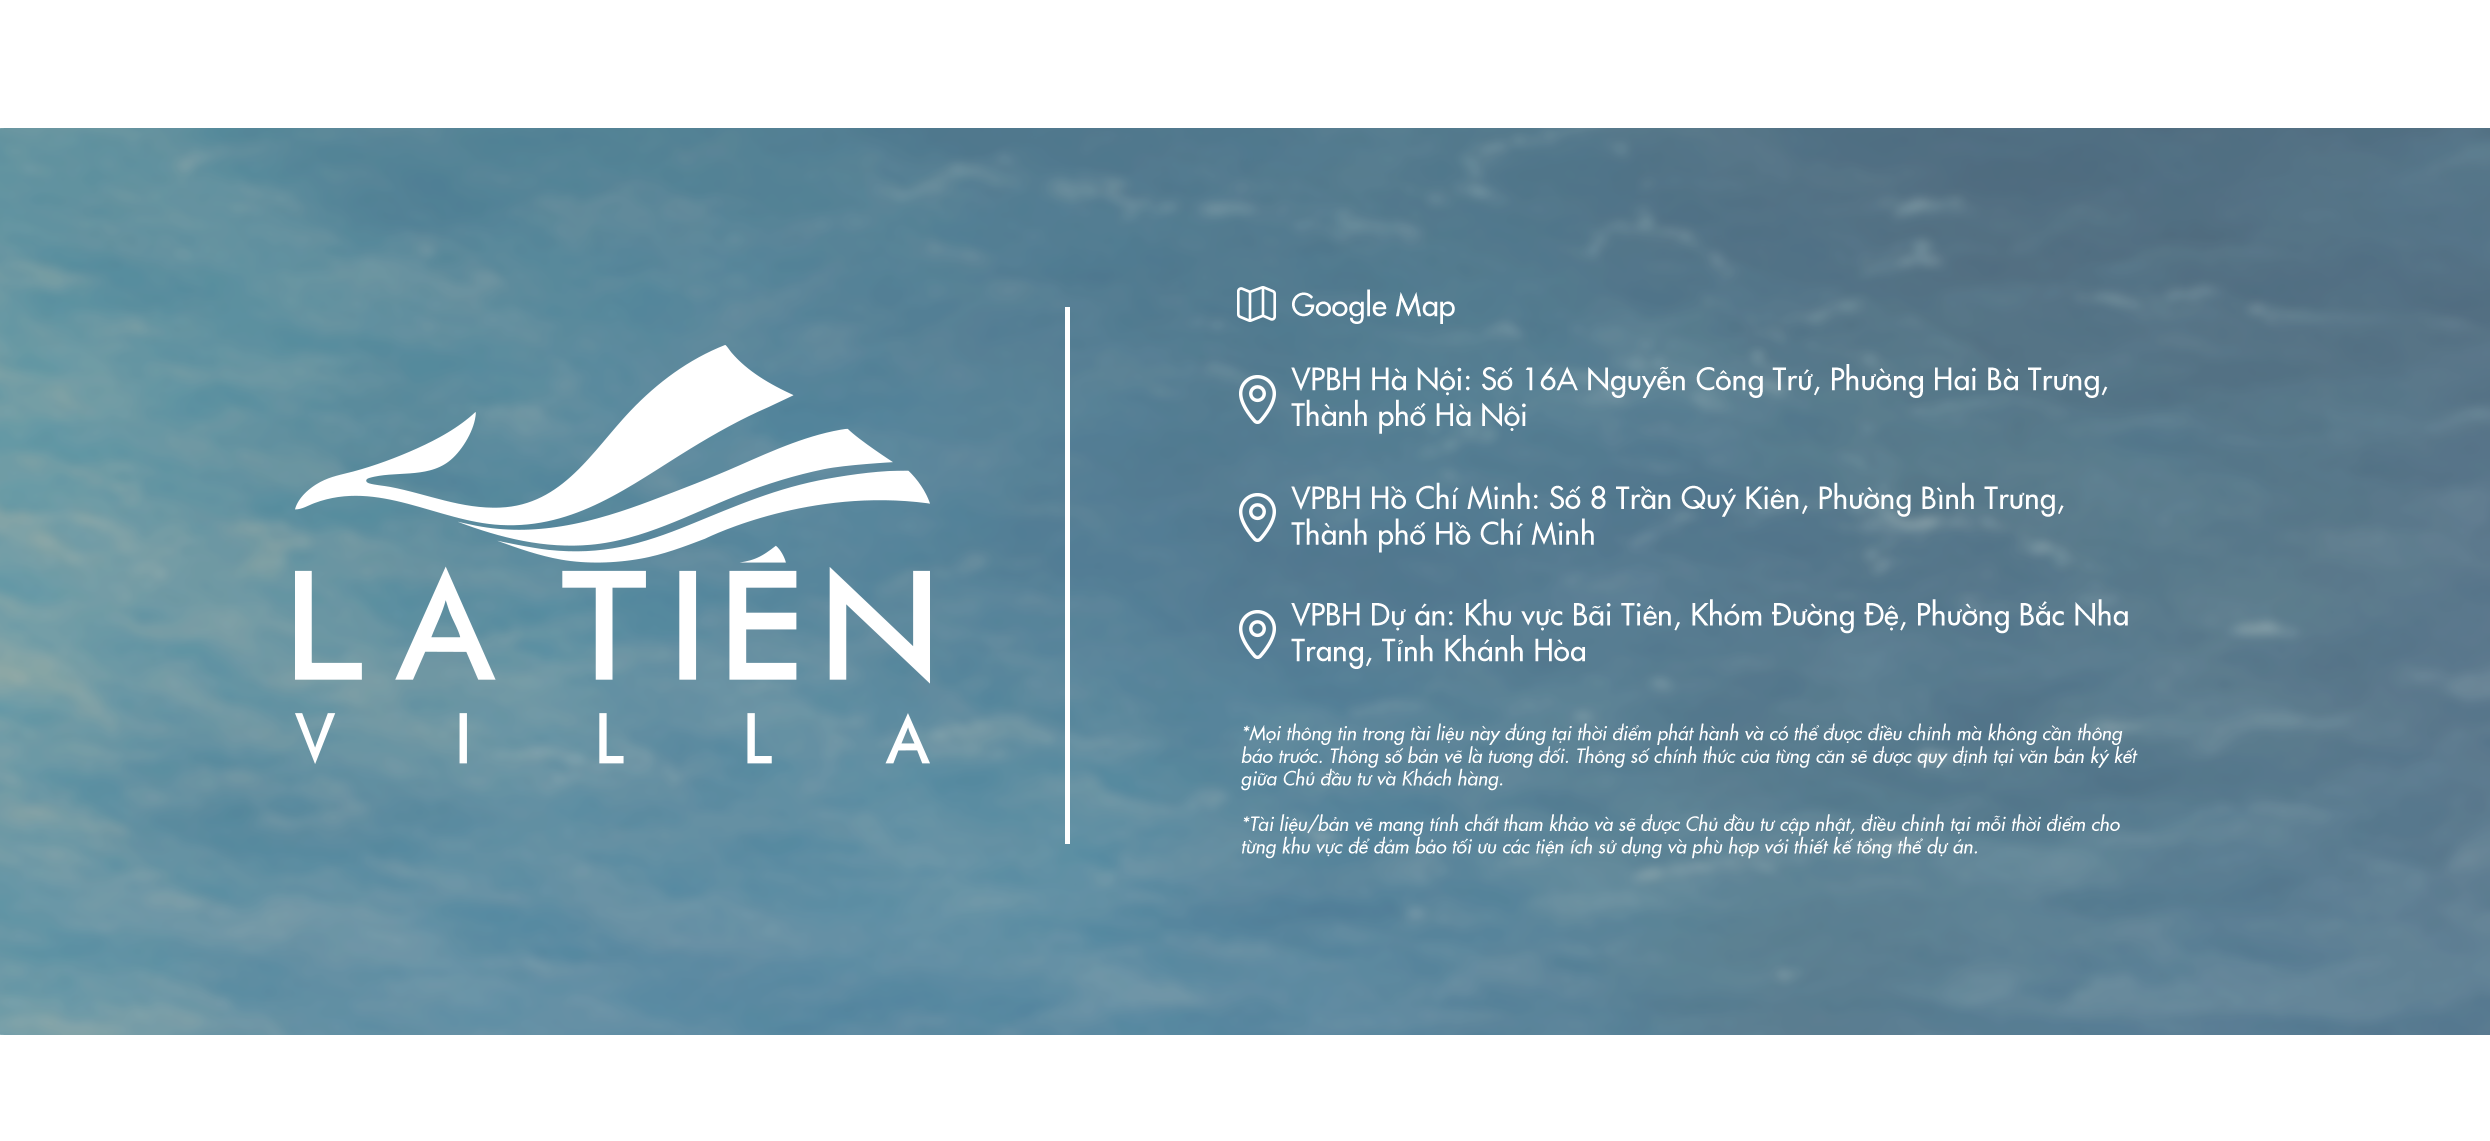 LA TIÉN
VILLA
Google Map
VPBH Hà Nội: Số 16A Nguyễn Công Trứ, Phường Hai Bà Trưng,
Thành phố Hà Nội
VPBH Hồ Chí Minh: Số 8 Trần Quý Kiên, Phường Bình Trưng,
Thành phố Hồ Chí Minh
VPBH Dự án: Khu vực Bãi Tiên, Khóm Đường Đệ, Phường Bắc Nha
Trang, Tỉnh Khánh Hòa
*Mọi thông tin trong tài liệu này đúng tại thời điểm phát hành và có thể được điều chỉnh mà không cần thông
báo trước. Thông số bản vẽ là tương đối. Thông số chính thức của từng căn sẽ được quy định tại văn bản ký kết
giữa Chủ đầu tư và Khách hàng.
*Tài liệu/bản vẽ mang tính chất tham khảo và sẽ được Chủ đầu tư cập nhật, điều chỉnh tại mỗi thời điểm cho
từng khu vực để đảm bảo tối ưu các tiện ích sử dụng và phù hợp với thiết kế tổng thể dự án.